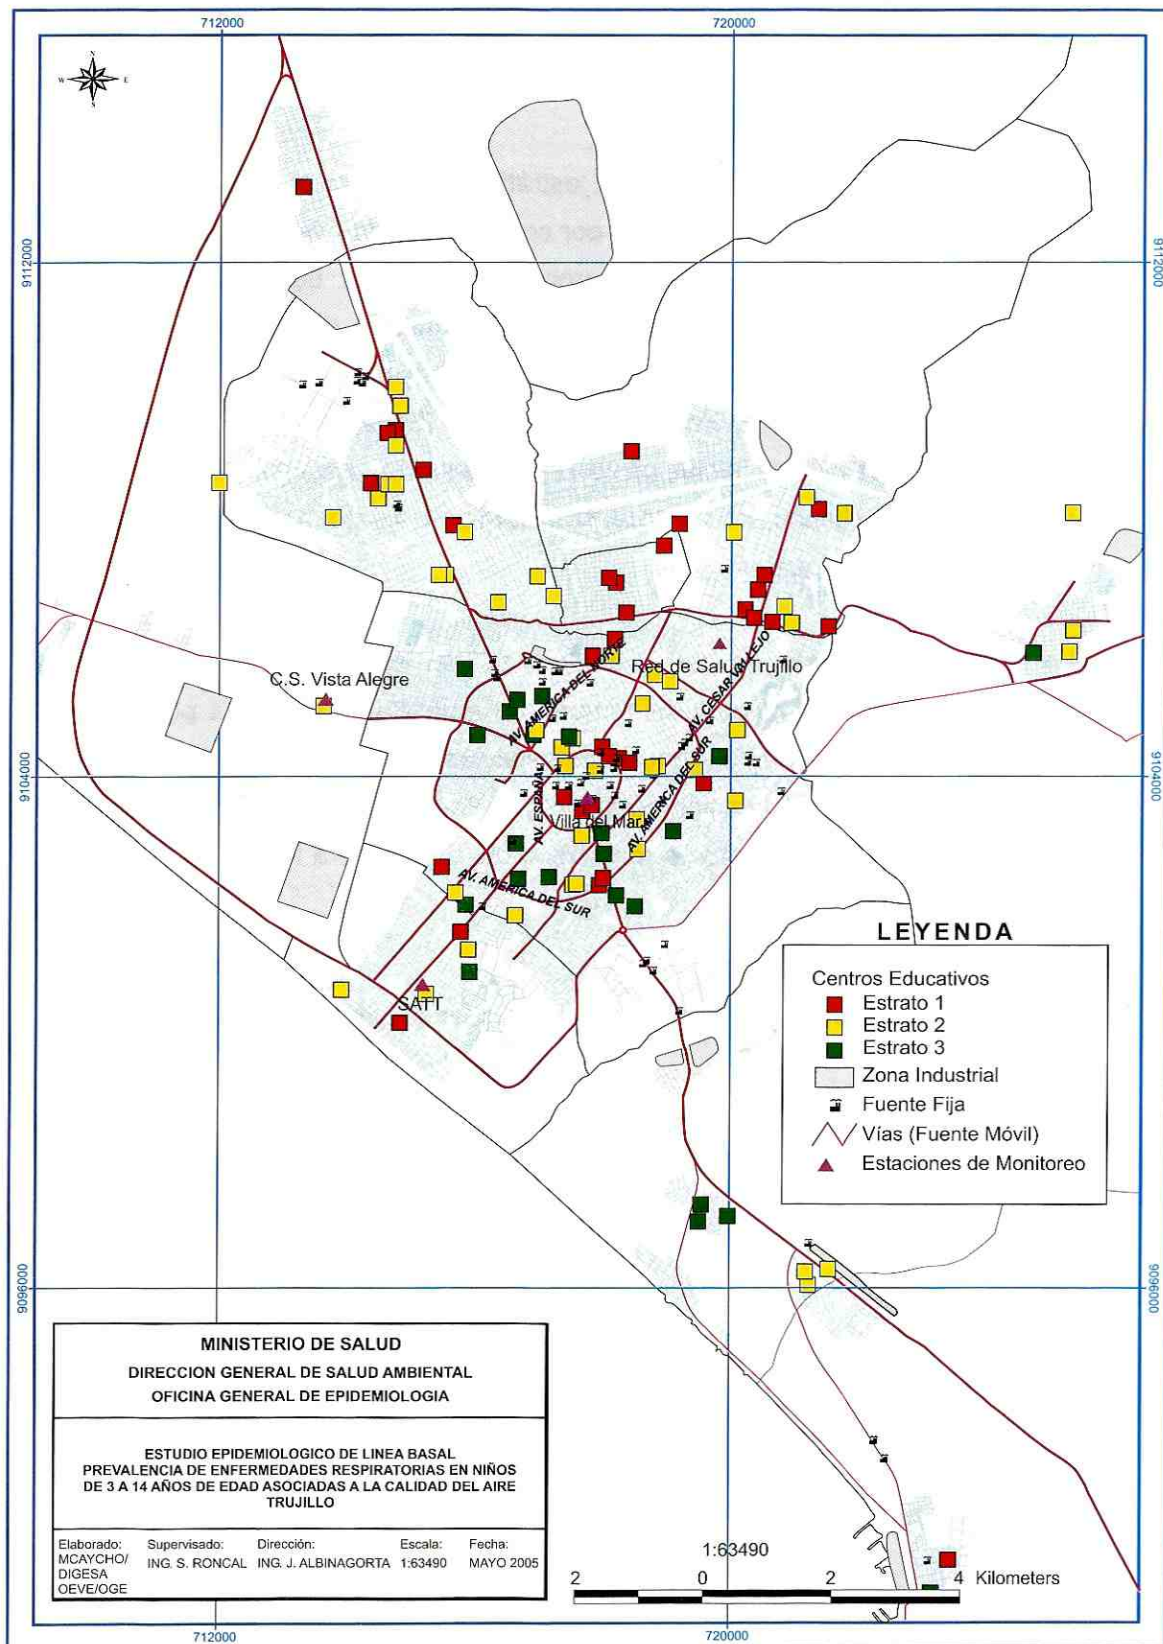 712000
720000
N
W
E
N
9112000
9112000
C.S. Vista Alegre
Red de Salud Trujillo
AV. AMERICA DEL NORTE
AV. CESAR VALLEJO
AV. ESPAÑA
AV. AMERICA DEL SUR
Villa del Mar
AV. AMERICA DEL SUR
SATT
9104000
9104000
LEYENDA
Centros Educativos
Estrato 1
Estrato 2
Estrato 3
Zona Industrial
Fuente Fija
Vías (Fuente Móvil)
Estaciones de Monitoreo
9096000
9096000
MINISTERIO DE SALUD
DIRECCION GENERAL DE SALUD AMBIENTAL
OFICINA GENERAL DE EPIDEMIOLOGIA
ESTUDIO EPIDEMIOLOGICO DE LINEA BASAL
PREVALENCIA DE ENFERMEDADES RESPIRATORIAS EN NIÑOS
DE 3 A 14 AÑOS DE EDAD ASOCIADAS A LA CALIDAD DEL AIRE
TRUJILLO
Elaborado: Supervisado: Dirección: Escala: Fecha:
MCAYCHO/ ING. S. RONCAL ING. J. ALBINAGORTA 1:63490 MAYO 2005
DIGESA
OEVE/OGE
1:63490
2 0 2 4 Kilometers
712000
720000